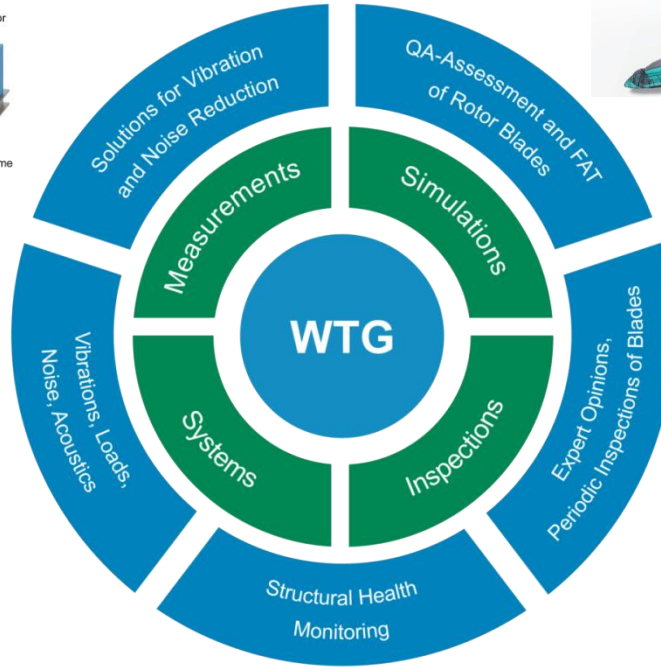 Solutions for Vibration
and Noise Reduction
QA-Assessment and FAT
of Rotor Blades
Measurements
Simulations
WTG
Vibrations, Loads,
Noise, Acoustics
Expert Opinions,
Periodic Inspections of Blades
Systems
Inspections
Structural Health
Monitoring